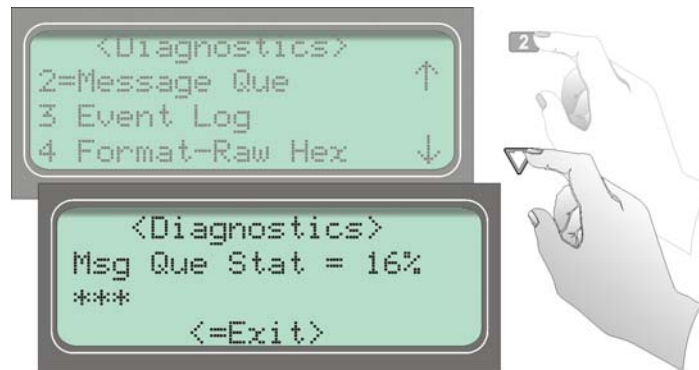 <Diagnostics>
2=Message Que ↑
3 Event Log
4 Format-Raw Hex ↓
2
<Diagnostics>
Msg Que Stat = 16%
***
<=Exit>